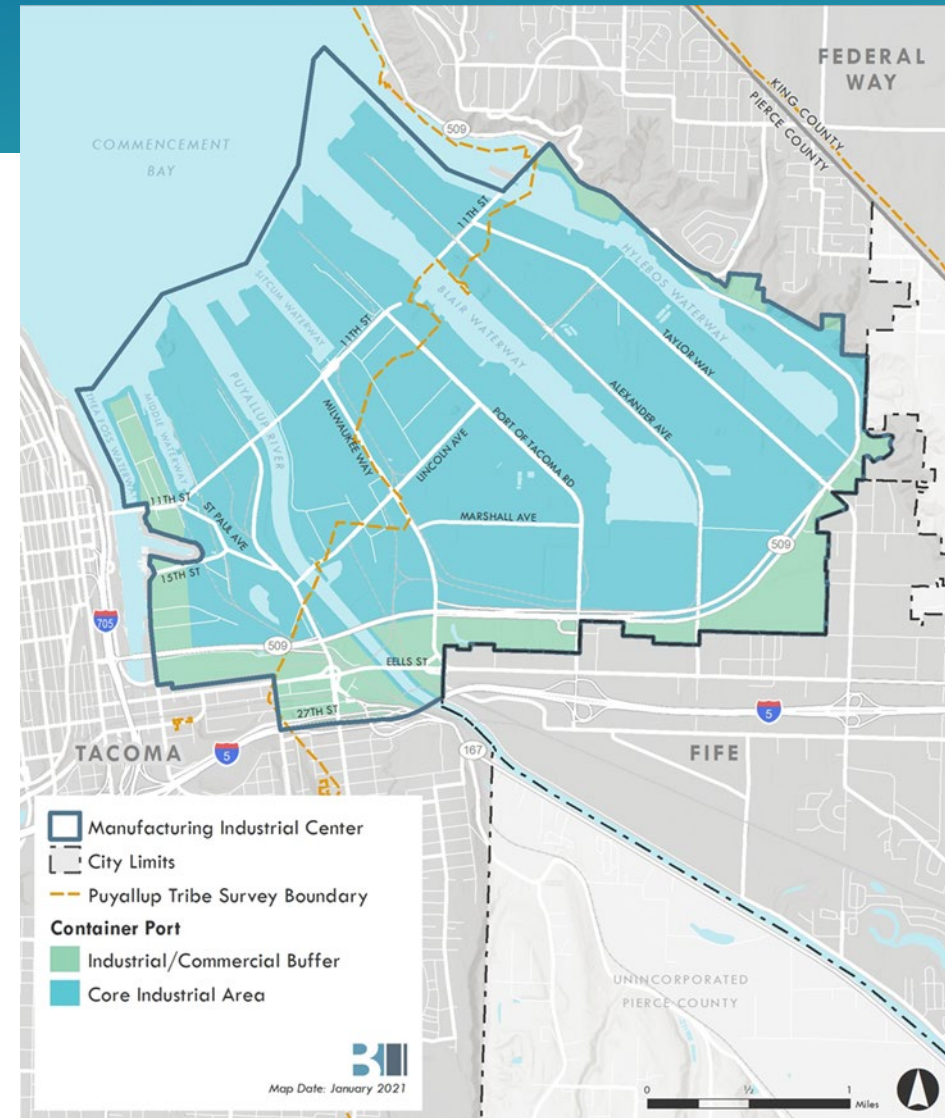 FEDERAL
WAY
KING COUNTY
PIERCE COUNTY
COMMENCEMENT
BAY
509
11TH ST
HYLEBOS WATERWAY
SITCUM WATERWAY
BLAIR WATERWAY
11TH ST
TAYLOR WAY
PUYALLUP RIVER
ALEXANDER AVE
THEA FOSS WATERWAY
MIDDLE WATERWAY
MILWAUKEE WAY
LINCOLN AVE
PORT OF TACOMA RD
11TH ST
ST PAUL AVE
MARSHALL AVE
509
15TH ST
705
509
EELLS ST
27TH ST
5
TACOMA
5
167
FIFE
Manufacturing Industrial Center
City Limits
Puyallup Tribe Survey Boundary
Container Port
Industrial/Commercial Buffer
Core Industrial Area
UNINCORPORATED
PIERCE COUNTY
Map Date: January 2021
0 ½ 1
Miles